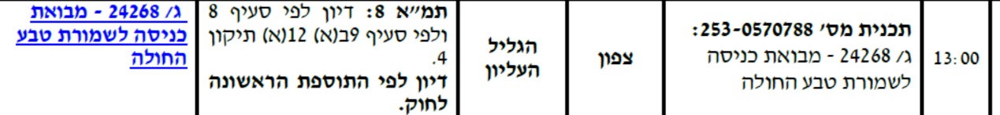 13:00
תכנית מס׳ 253-0570788:
ג/ 24268 - מבואת כניסה
לשמורת טבע החולה
צפון
הגליל
העליון
תמ״א 8: דיון לפי סעיף 8
ולפי סעיף 9ב(א) 12(א) תיקון
4.
דיון לפי התוספת הראשונה
לחוק.
ג/ 24268 - מבואת
כניסה לשמורת טבע
החולה